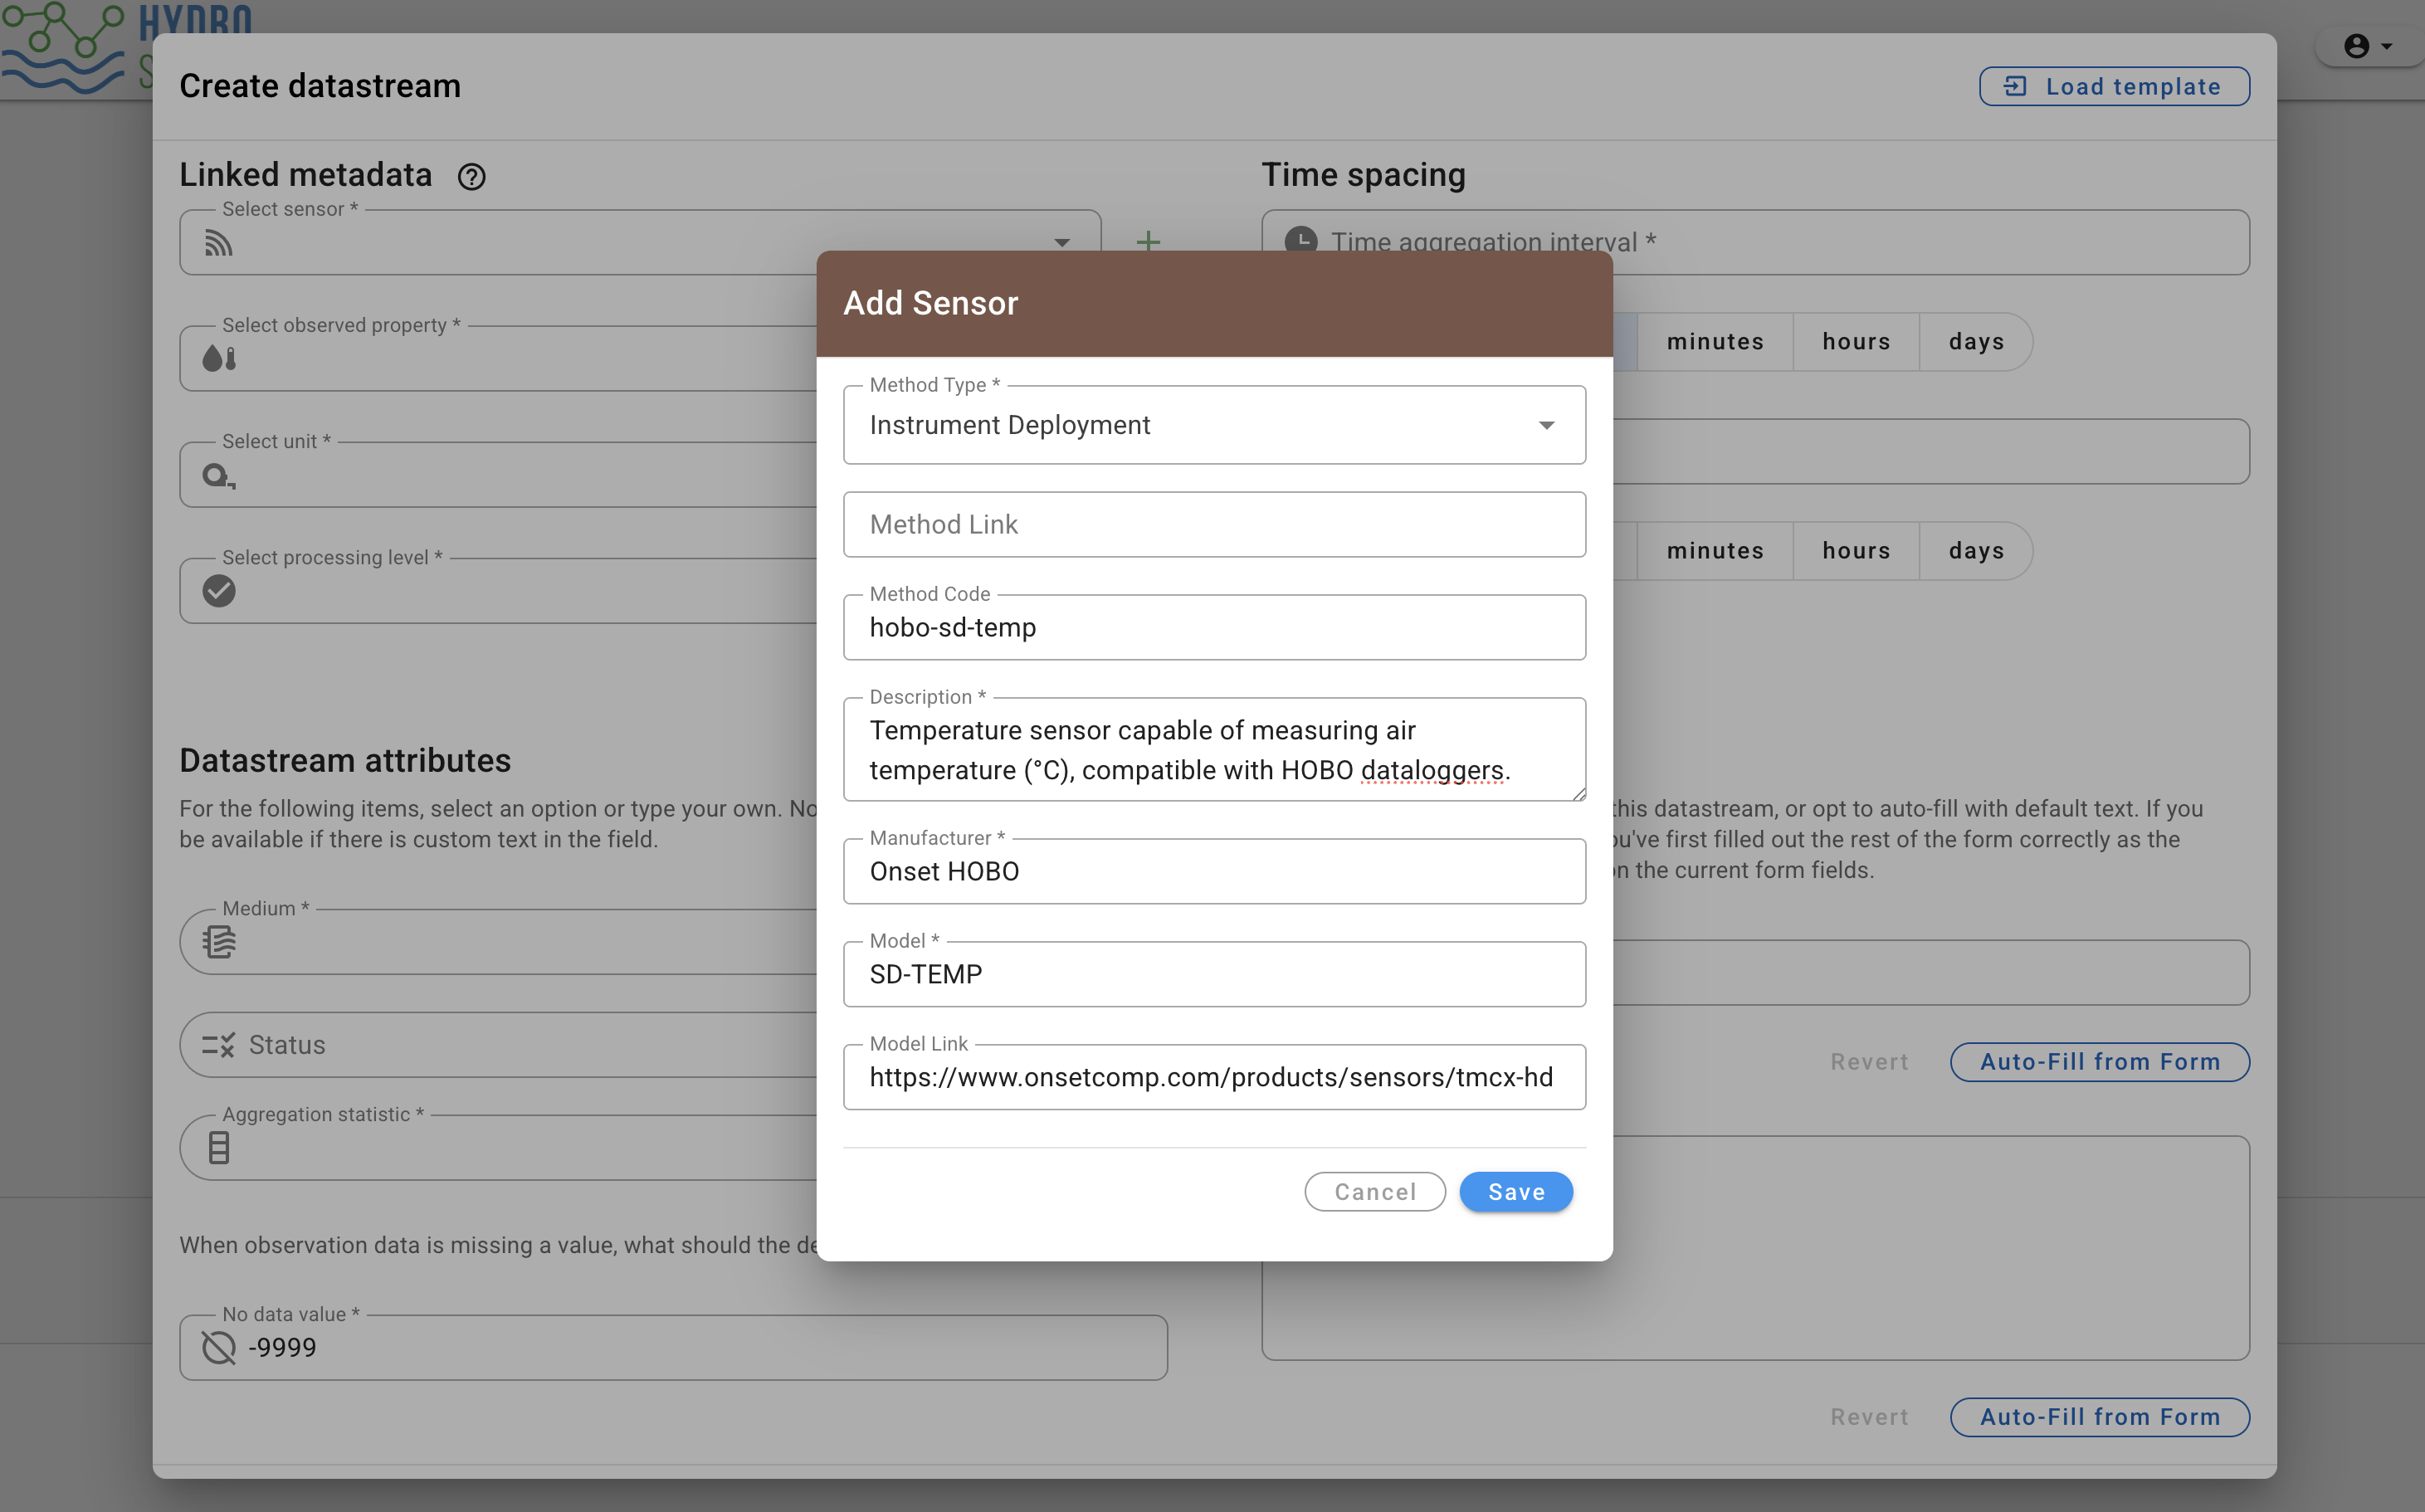 HYDRO
S
Create datastream
Load template
Linked metadata
Select sensor *
Select observed property *
Select unit *
Select processing level *
Time spacing
Time aggregation interval *
minutes hours days
minutes hours days
Datastream attributes
For the following items, select an option or type your own. No
be available if there is custom text in the field.
Medium *
Status
Aggregation statistic *
When observation data is missing a value, what should the de
No data value *
-9999
this datastream, or opt to auto-fill with default text. If you
ou've first filled out the rest of the form correctly as the
on the current form fields.
Revert Auto-Fill from Form
Revert Auto-Fill from Form
Add Sensor
Method Type *
Instrument Deployment
Method Link
Method Code
hobo-sd-temp
Description *
Temperature sensor capable of measuring air
temperature (°C), compatible with HOBO dataloggers.
Manufacturer *
Onset HOBO
Model *
SD-TEMP
Model Link
https://www.onsetcomp.com/products/sensors/tmcx-hd
Cancel Save